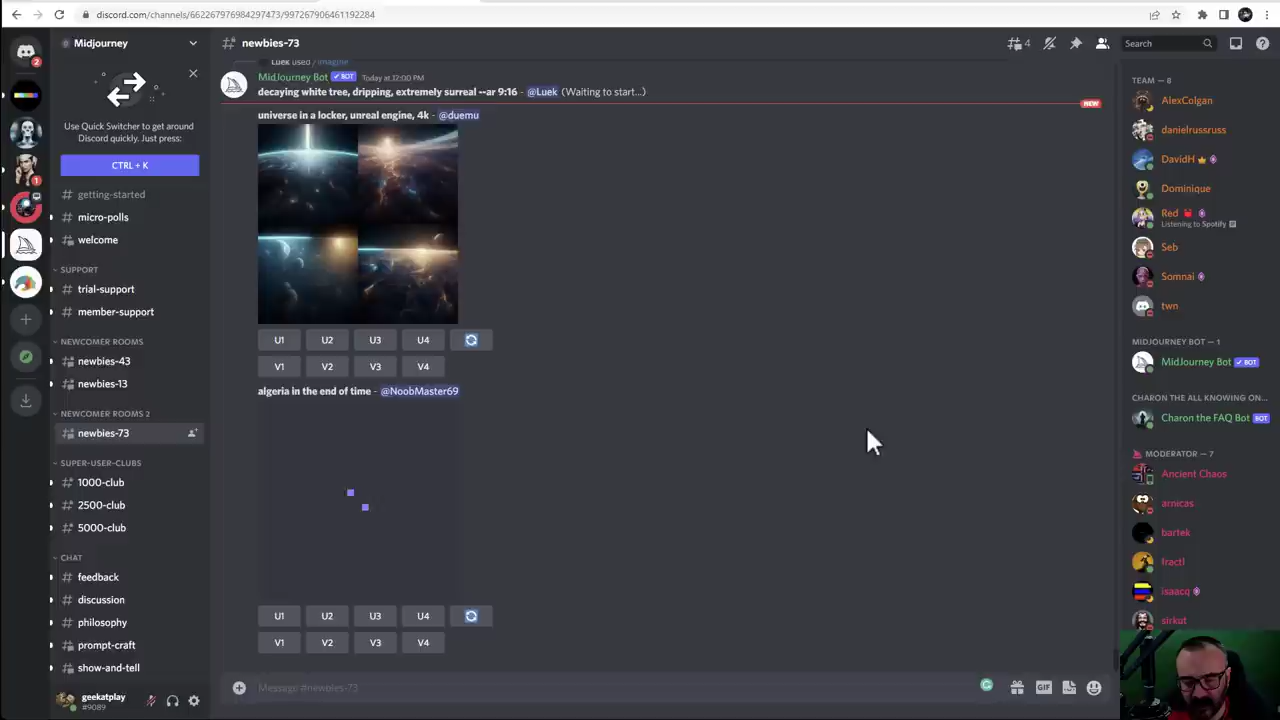 discord.com/channels/662267976984297473/997267906461192284
Midjourney
newbies-73
4
Search
2
1
Use Quick Switcher to get around
Discord quickly. Just press:
CTRL + K
getting-started
micro-polls
welcome
SUPPORT
trial-support
member-support
NEWCOMER ROOMS
newbies-43
newbies-13
NEWCOMER ROOMS 2
newbies-73
SUPER-USER-CLUBS
1000-club
2500-club
5000-club
CHAT
feedback
discussion
philosophy
prompt-craft
show-and-tell
geekatplay
#9089
Luek used /imagine
MidJourney Bot ✓BOT Today at 12:00 PM
decaying white tree, dripping, extremely surreal --ar 9:16 - @Luek (Waiting to start...)
NEW
universe in a locker, unreal engine, 4k - @duemu
U1 U2 U3 U4
V1 V2 V3 V4
algeria in the end of time - @NoobMaster69
U1 U2 U3 U4
V1 V2 V3 V4
Message #newbies-73
GIF
TEAM — 8
AlexColgan
danielrussruss
DavidH
Dominique
Red
Listening to Spotify
Seb
Somnai
twn
MIDJOURNEY BOT — 1
MidJourney Bot ✓BOT
CHARON THE ALL KNOWING ON...
Charon the FAQ Bot BOT
MODERATOR — 7
Ancient Chaos
arnicas
bartek
fractl
isaacq
sirkut